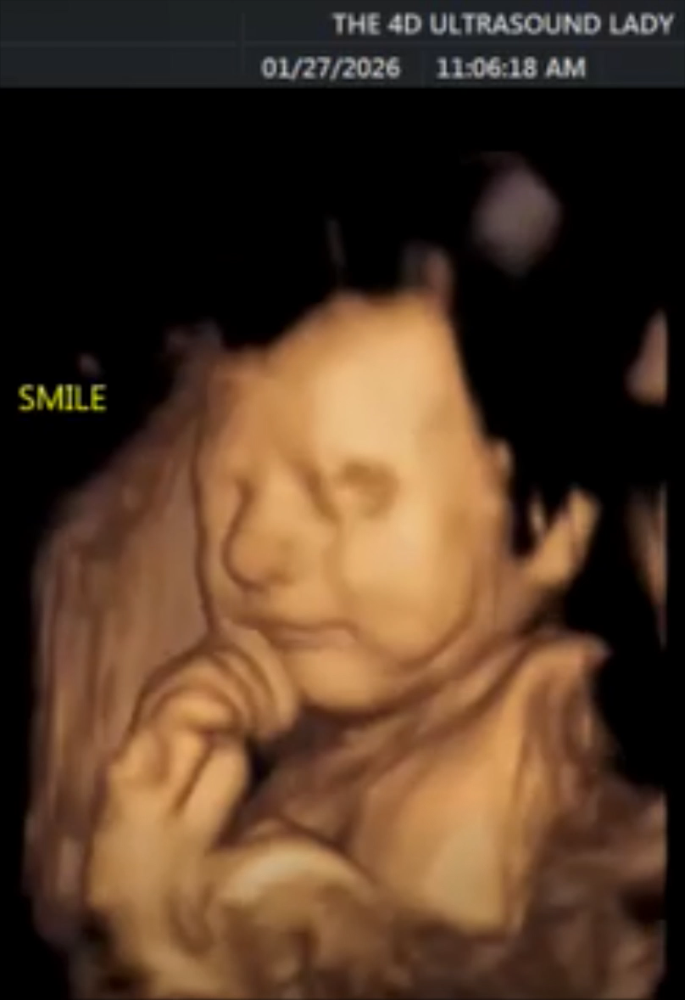 THE 4D ULTRASOUND LADY
01/27/2026 11:06:18 AM
SMILE